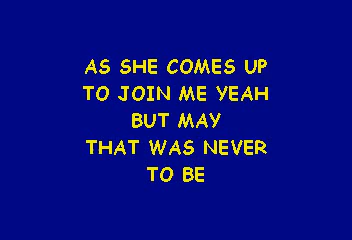 AS SHE COMES UP
TO JOIN ME YEAH
BUT MAY
THAT WAS NEVER
TO BE